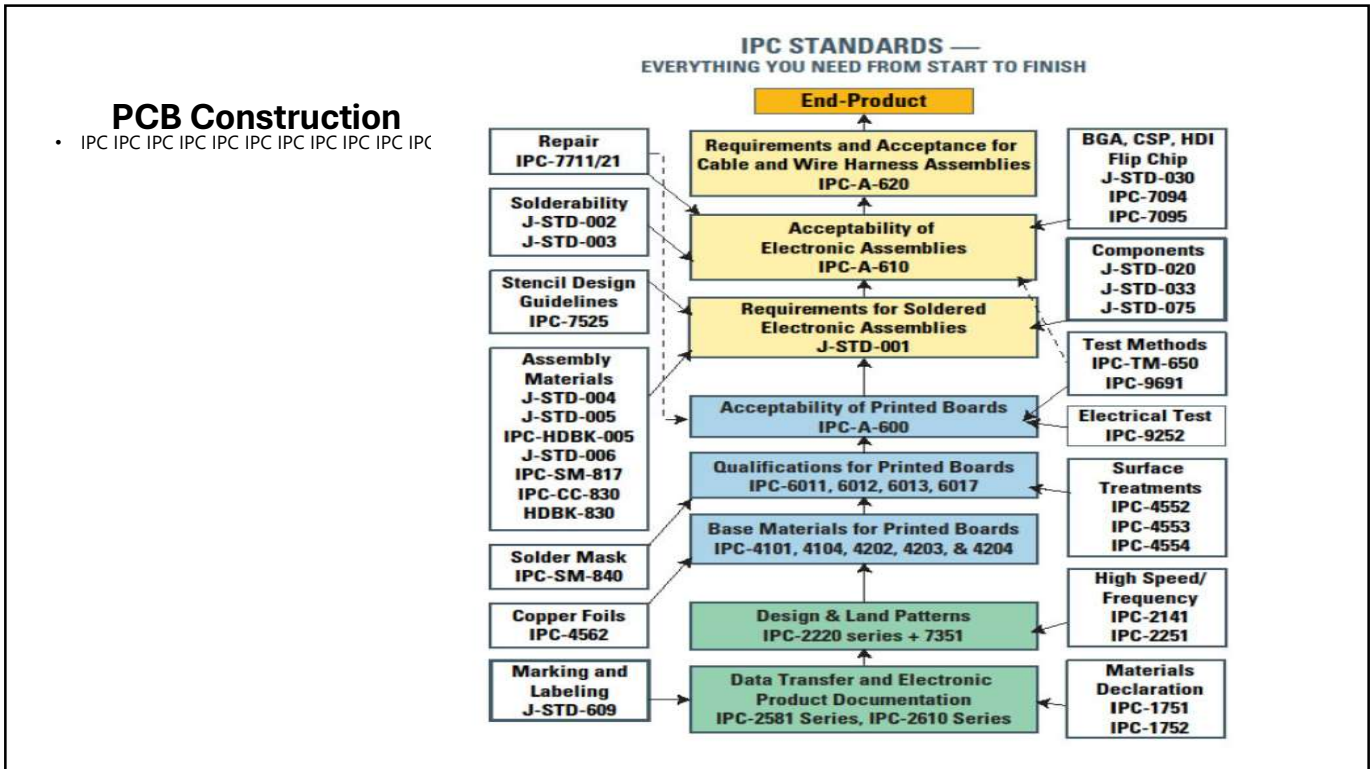 IPC STANDARDS —
EVERYTHING YOU NEED FROM START TO FINISH
PCB Construction
• IPC IPC IPC IPC IPC IPC IPC IPC IPC IPC
End-Product
Requirements and Acceptance for
Cable and Wire Harness Assemblies
IPC-A-620
Acceptability of
Electronic Assemblies
IPC-A-610
Requirements for Soldered
Electronic Assemblies
J-STD-001
Acceptability of Printed Boards
IPC-A-600
Qualifications for Printed Boards
IPC-6011, 6012, 6013, 6017
Base Materials for Printed Boards
IPC-4101, 4104, 4202, 4203, & 4204
Design & Land Patterns
IPC-2220 series + 7351
Data Transfer and Electronic
Product Documentation
IPC-2581 Series, IPC-2610 Series
Repair
IPC-7711/21
Solderability
J-STD-002
J-STD-003
Stencil Design
Guidelines
IPC-7525
Assembly
Materials
J-STD-004
J-STD-005
IPC-HDBK-005
J-STD-006
IPC-SM-817
IPC-CC-830
HDBK-830
Solder Mask
IPC-SM-840
Copper Foils
IPC-4562
Marking and
Labeling
J-STD-609
BGA, CSP, HDI
Flip Chip
J-STD-030
IPC-7094
IPC-7095
Components
J-STD-020
J-STD-033
J-STD-075
Test Methods
IPC-TM-650
IPC-9691
Electrical Test
IPC-9252
Surface
Treatments
IPC-4552
IPC-4553
IPC-4554
High Speed/
Frequency
IPC-2141
IPC-2251
Materials
Declaration
IPC-1751
IPC-1752